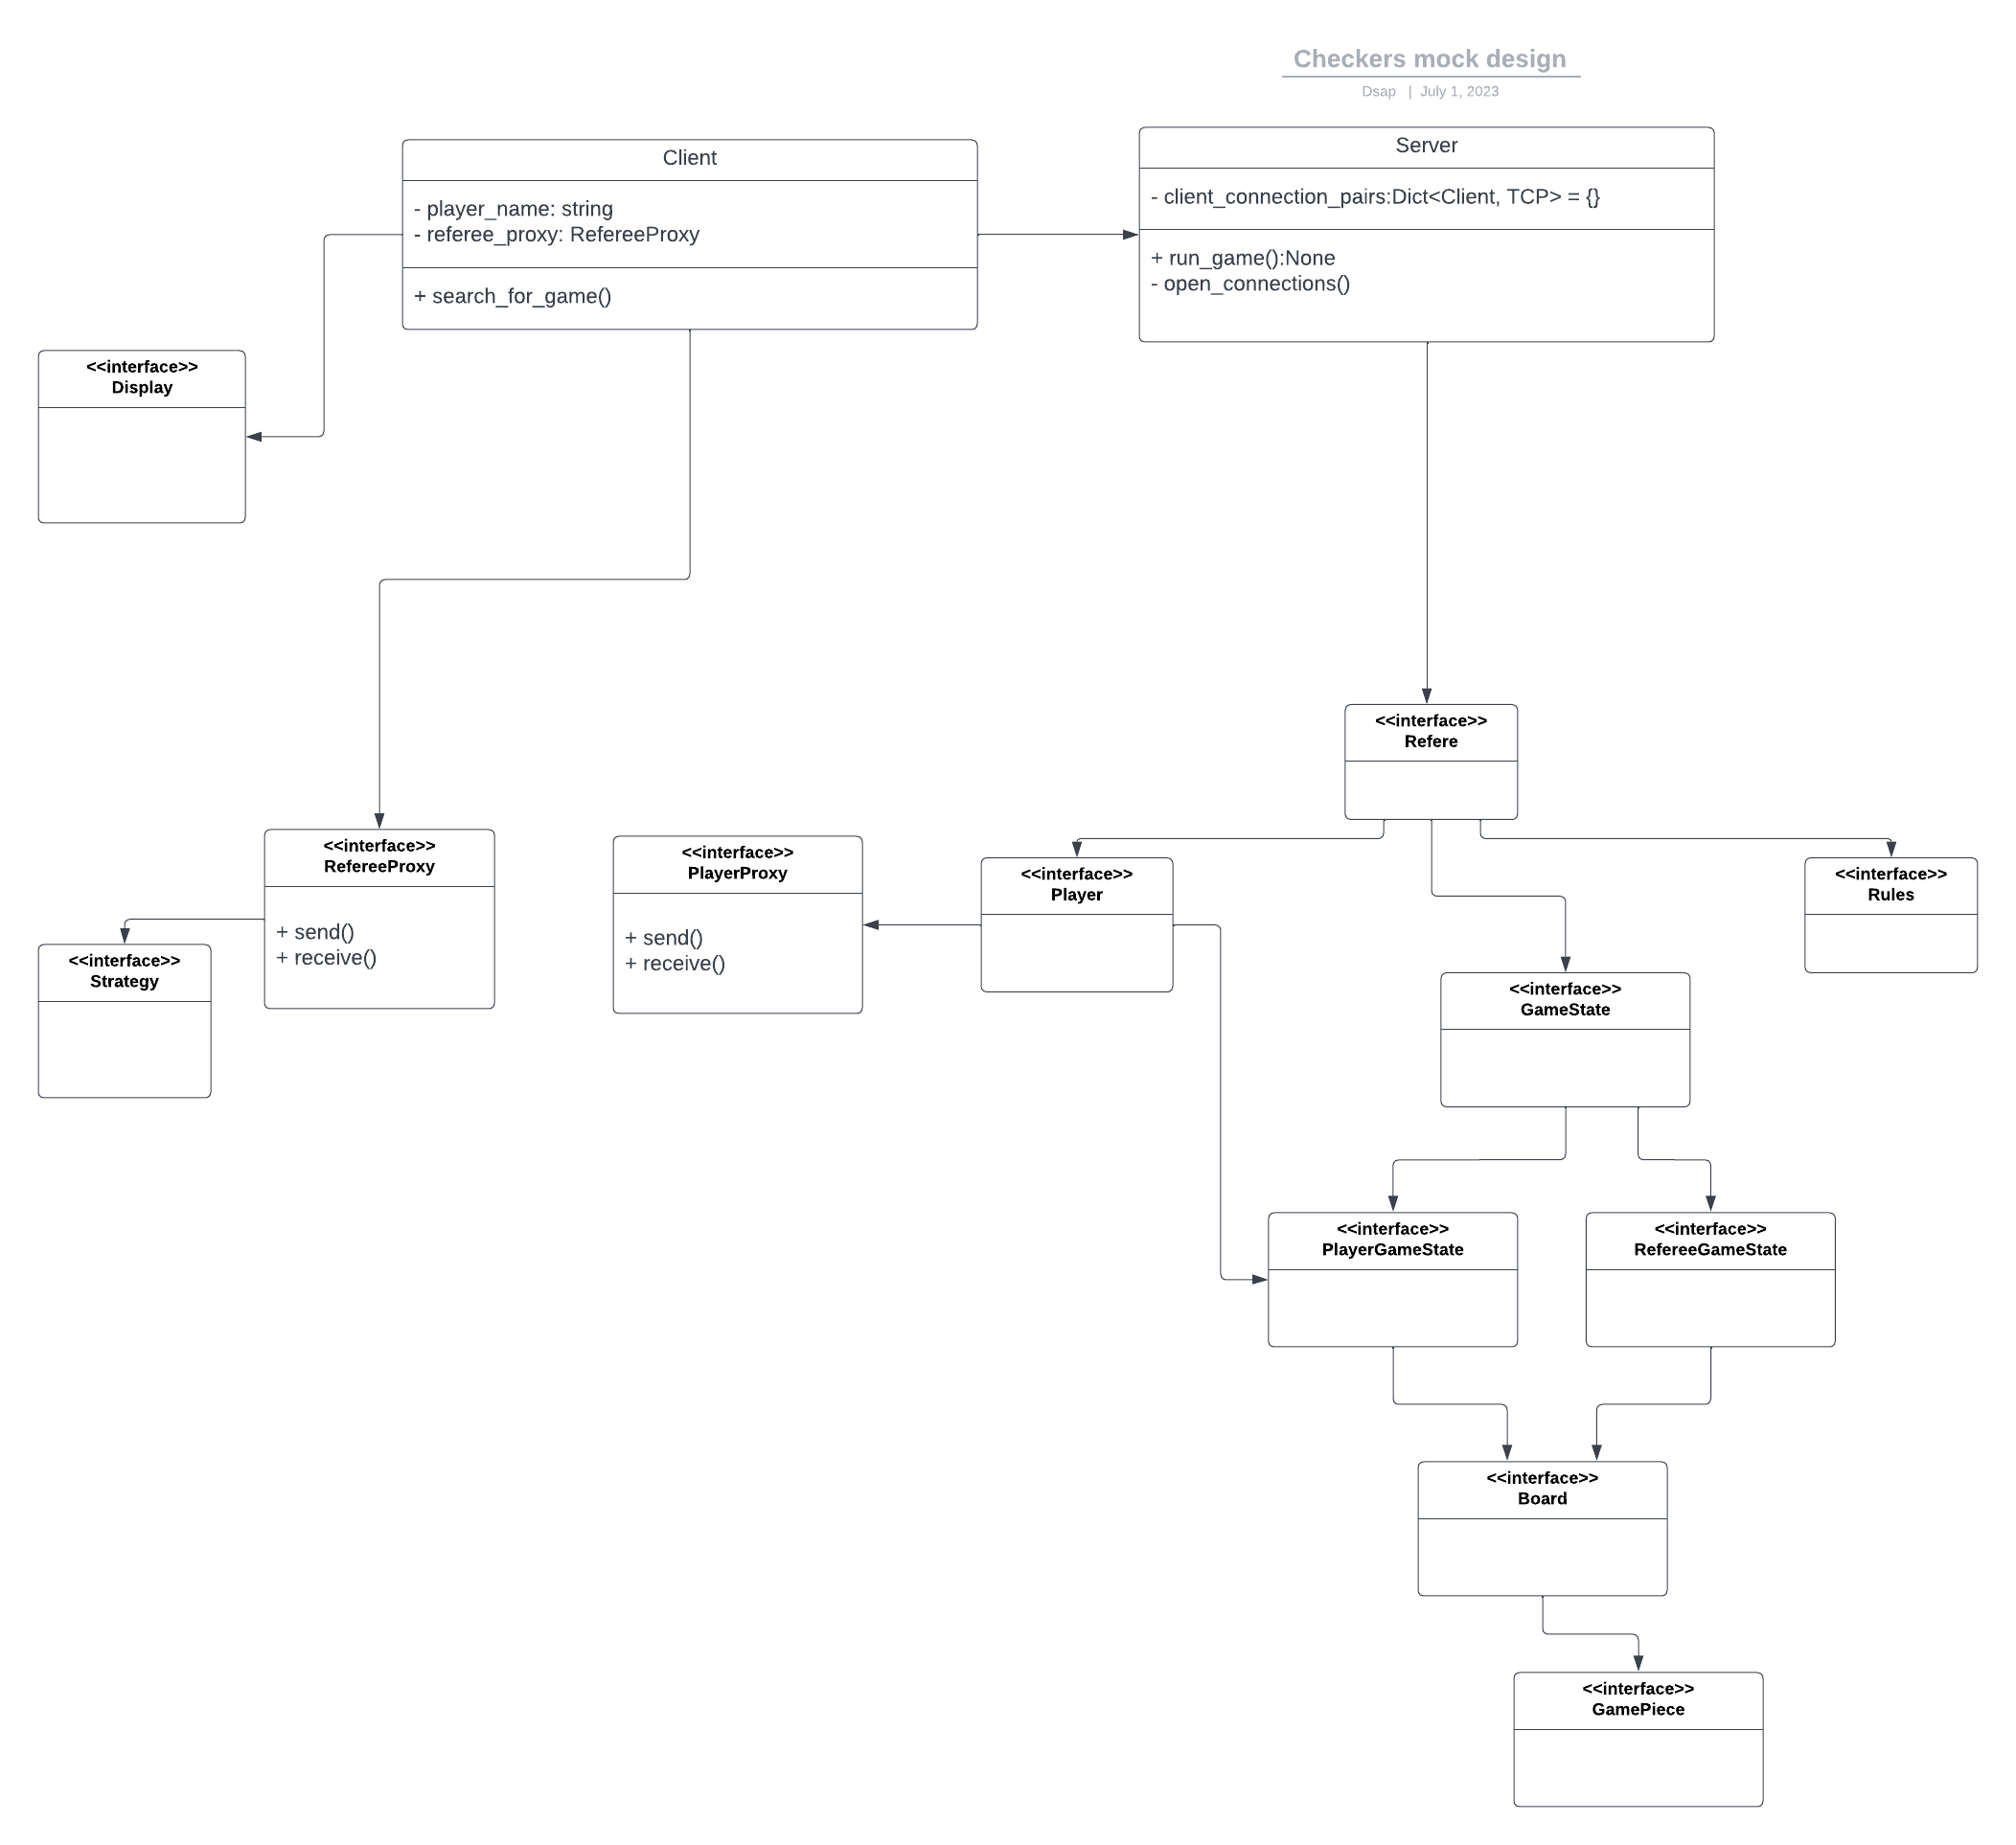 Checkers mock design
Dsap | July 1, 2023
Client
- player_name: string
- referee_proxy: RefereeProxy
+ search_for_game()
Server
- client_connection_pairs:Dict<Client, TCP> = {}
+ run_game():None
- open_connections()
<<interface>>
Display
<<interface>>
Refere
<<interface>>
RefereeProxy
+ send()
+ receive()
<<interface>>
PlayerProxy
+ send()
+ receive()
<<interface>>
Player
<<interface>>
Rules
<<interface>>
Strategy
<<interface>>
GameState
<<interface>>
PlayerGameState
<<interface>>
RefereeGameState
<<interface>>
Board
<<interface>>
GamePiece